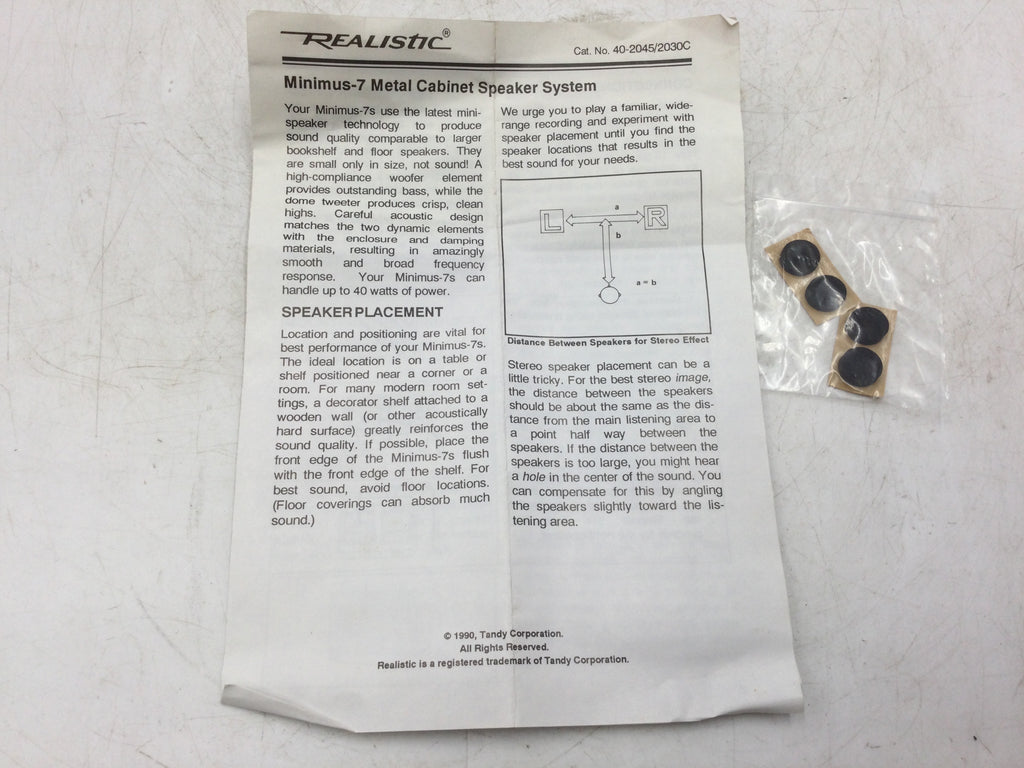 REALISTIC®
Cat. No. 40-2045/2030C
Minimus-7 Metal Cabinet Speaker System
Your Minimus-7s use the latest mini-
speaker technology to produce
sound quality comparable to larger
bookshelf and floor speakers. They
are small only in size, not sound! A
high-compliance woofer element
provides outstanding bass, while the
dome tweeter produces crisp, clean
highs. Careful acoustic design
matches the two dynamic elements
with the enclosure and damping
materials, resulting in amazingly
smooth and broad frequency
response. Your Minimus-7s can
handle up to 40 watts of power.
SPEAKER PLACEMENT
Location and positioning are vital for
best performance of your Minimus-7s.
The ideal location is on a table or
shelf positioned near a corner or a
room. For many modern room set-
tings, a decorator shelf attached to a
wooden wall (or other acoustically
hard surface) greatly reinforces the
sound quality. If possible, place the
front edge of the Minimus-7s flush
with the front edge of the shelf. For
best sound, avoid floor locations.
(Floor coverings can absorb much
sound.)
We urge you to play a familiar, wide-
range recording and experiment with
speaker placement until you find the
speaker locations that results in the
best sound for your needs.
a
L R
b
a = b
Distance Between Speakers for Stereo Effect
Stereo speaker placement can be a
little tricky. For the best stereo image,
the distance between the speakers
should be about the same as the dis-
tance from the main listening area to
a point half way between the
speakers. If the distance between the
speakers is too large, you might hear
a hole in the center of the sound. You
can compensate for this by angling
the speakers slightly toward the lis-
tening area.
© 1990, Tandy Corporation.
All Rights Reserved.
Realistic is a registered trademark of Tandy Corporation.